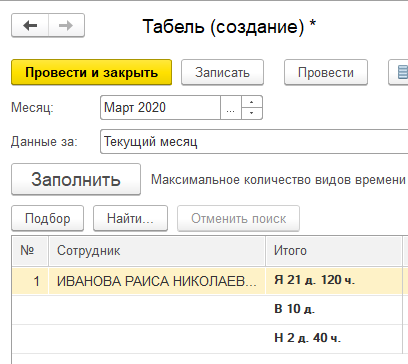 Табель (создание) *
Провести и закрыть Записать Провести
Месяц: Март 2020 ...
Данные за: Текущий месяц
Заполнить Максимальное количество видов времени
Подбор Найти... Отменить поиск
№ Сотрудник Итого
1 ИВАНОВА РАИСА НИКОЛАЕВ... Я 21 д. 120 ч.
В 10 д.
Н 2 д. 40 ч.